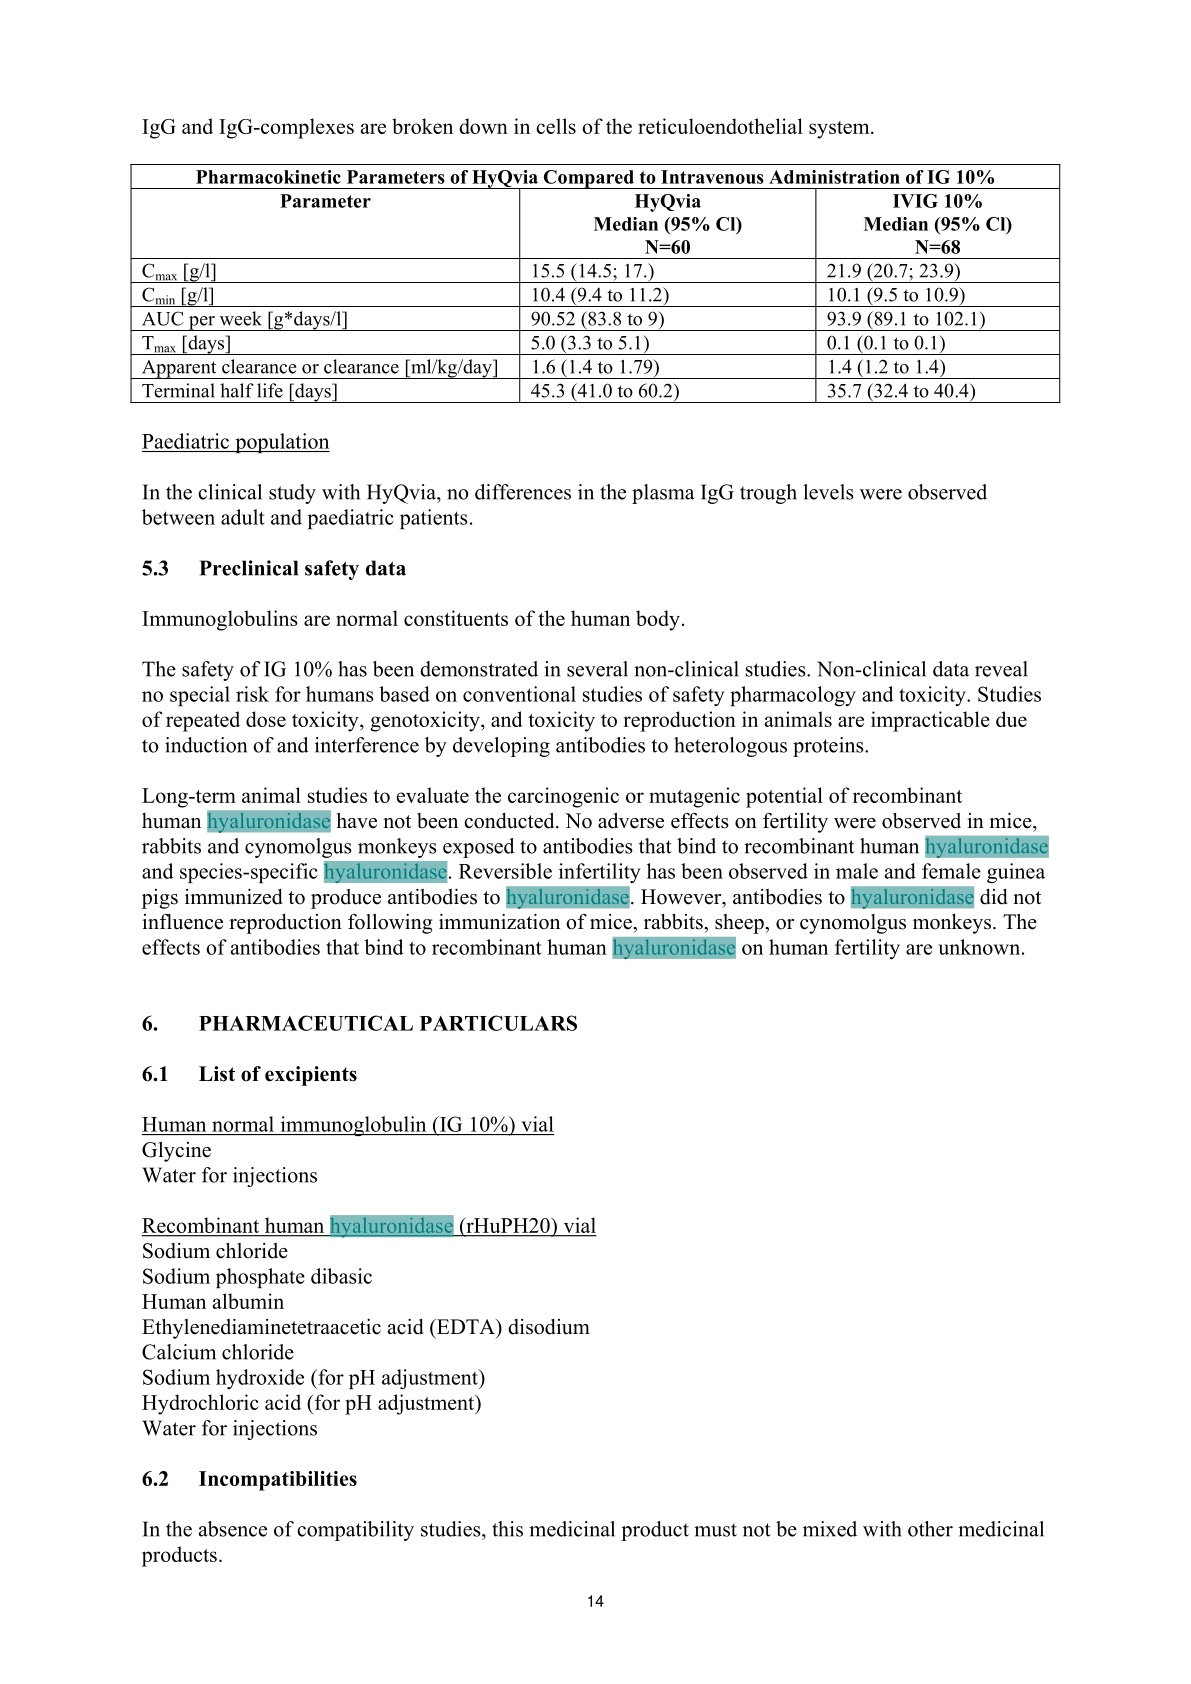 IgG and IgG-complexes are broken down in cells of the reticuloendothelial system.
Pharmacokinetic Parameters of HyQvia Compared to Intravenous Administration of IG 10%
Parameter HyQvia IVIG 10%
Median (95% Cl) Median (95% Cl)
N=60 N=68
Cmax [g/l] 15.5 (14.5; 17.) 21.9 (20.7; 23.9)
Cmin [g/l] 10.4 (9.4 to 11.2) 10.1 (9.5 to 10.9)
AUC per week [g*days/l] 90.52 (83.8 to 9) 93.9 (89.1 to 102.1)
Tmax [days] 5.0 (3.3 to 5.1) 0.1 (0.1 to 0.1)
Apparent clearance or clearance [ml/kg/day] 1.6 (1.4 to 1.79) 1.4 (1.2 to 1.4)
Terminal half life [days] 45.3 (41.0 to 60.2) 35.7 (32.4 to 40.4)
Paediatric population
In the clinical study with HyQvia, no differences in the plasma IgG trough levels were observed
between adult and paediatric patients.
5.3 Preclinical safety data
Immunoglobulins are normal constituents of the human body.
The safety of IG 10% has been demonstrated in several non-clinical studies. Non-clinical data reveal
no special risk for humans based on conventional studies of safety pharmacology and toxicity. Studies
of repeated dose toxicity, genotoxicity, and toxicity to reproduction in animals are impracticable due
to induction of and interference by developing antibodies to heterologous proteins.
Long-term animal studies to evaluate the carcinogenic or mutagenic potential of recombinant
human hyaluronidase have not been conducted. No adverse effects on fertility were observed in mice,
rabbits and cynomolgus monkeys exposed to antibodies that bind to recombinant human hyaluronidase
and species-specific hyaluronidase. Reversible infertility has been observed in male and female guinea
pigs immunized to produce antibodies to hyaluronidase. However, antibodies to hyaluronidase did not
influence reproduction following immunization of mice, rabbits, sheep, or cynomolgus monkeys. The
effects of antibodies that bind to recombinant human hyaluronidase on human fertility are unknown.
6. PHARMACEUTICAL PARTICULARS
6.1 List of excipients
Human normal immunoglobulin (IG 10%) vial
Glycine
Water for injections
Recombinant human hyaluronidase (rHuPH20) vial
Sodium chloride
Sodium phosphate dibasic
Human albumin
Ethylenediaminetetraacetic acid (EDTA) disodium
Calcium chloride
Sodium hydroxide (for pH adjustment)
Hydrochloric acid (for pH adjustment)
Water for injections
6.2 Incompatibilities
In the absence of compatibility studies, this medicinal product must not be mixed with other medicinal
products.
14